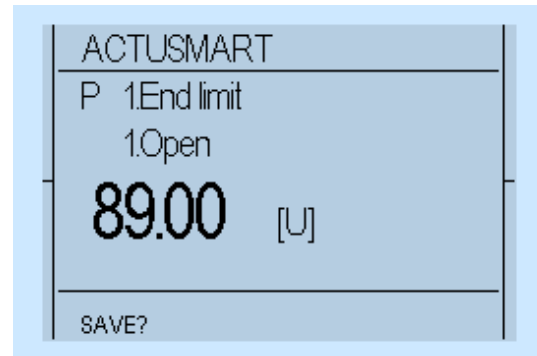 ACTUSMART
P 1.End limit
1.Open
89.00 [U]
SAVE?